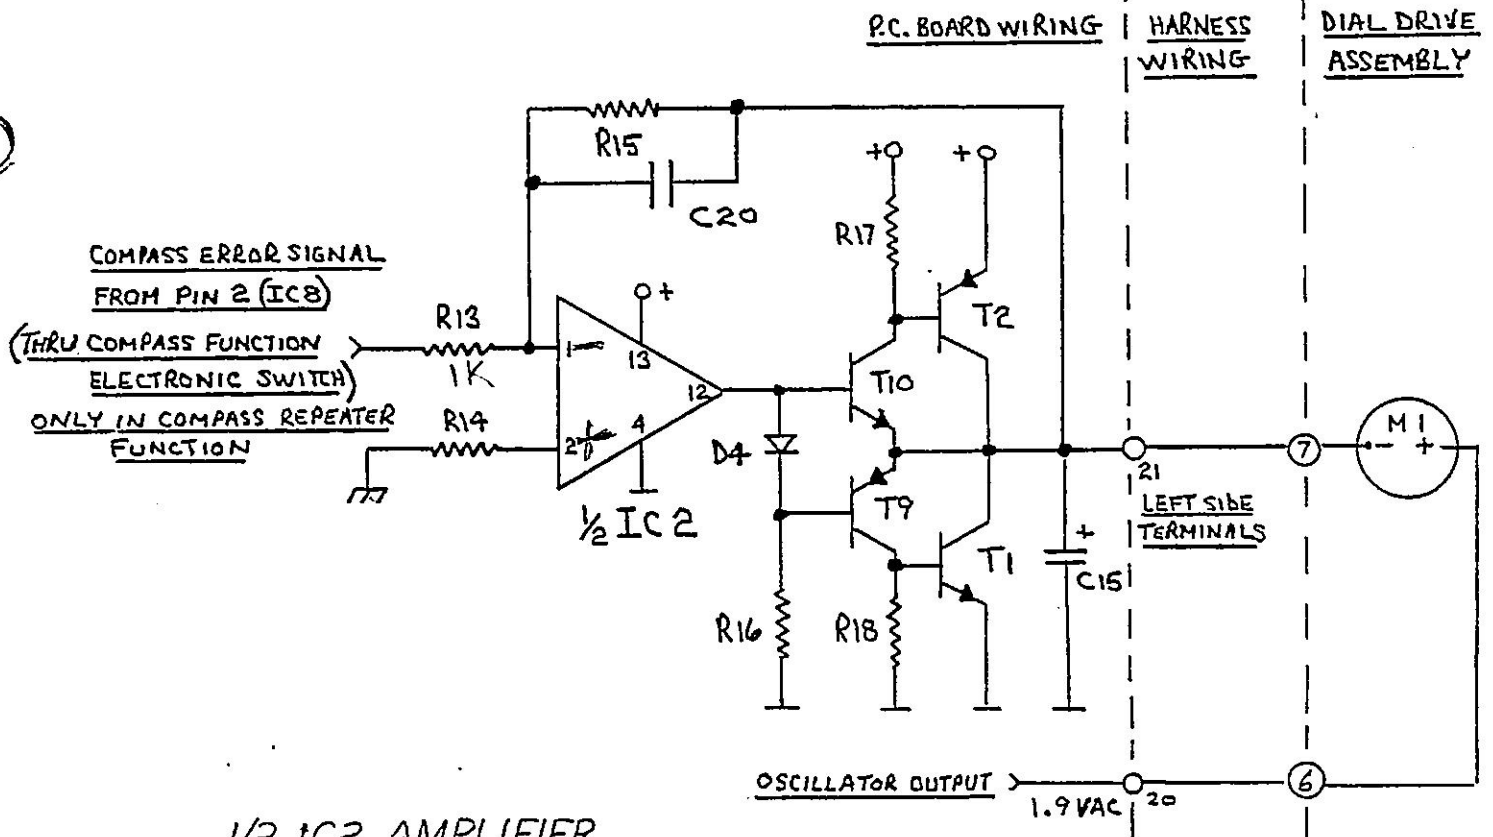 P.C. BOARD WIRING
HARNESS
WIRING
DIAL DRIVE
ASSEMBLY
R15
C20
+
+
R17
T2
COMPASS ERROR SIGNAL
FROM PIN 2 (IC8)
(THRU COMPASS FUNCTION
ELECTRONIC SWITCH)
ONLY IN COMPASS REPEATER
FUNCTION
R13
1K
R14
+
1 -
13
12
2 +
4
1/2 IC2
T10
D4
T9
T1
R16
R18
+
C15
21
LEFT SIDE
TERMINALS
7
M1
- +
OSCILLATOR OUTPUT
1.9 VAC
20
6
1/2 IC2 AMPLIFIER